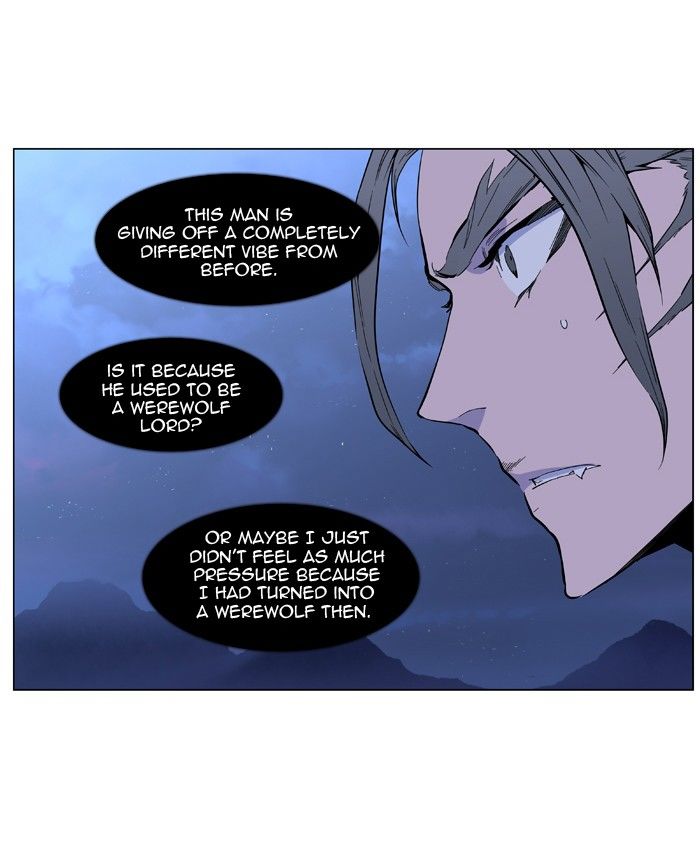 THIS MAN IS
GIVING OFF A COMPLETELY
DIFFERENT VIBE FROM
BEFORE.
IS IT BECAUSE
HE USED TO BE
A WEREWOLF
LORD?
OR MAYBE I JUST
DIDN'T FEEL AS MUCH
PRESSURE BECAUSE
I HAD TURNED INTO
A WEREWOLF THEN.